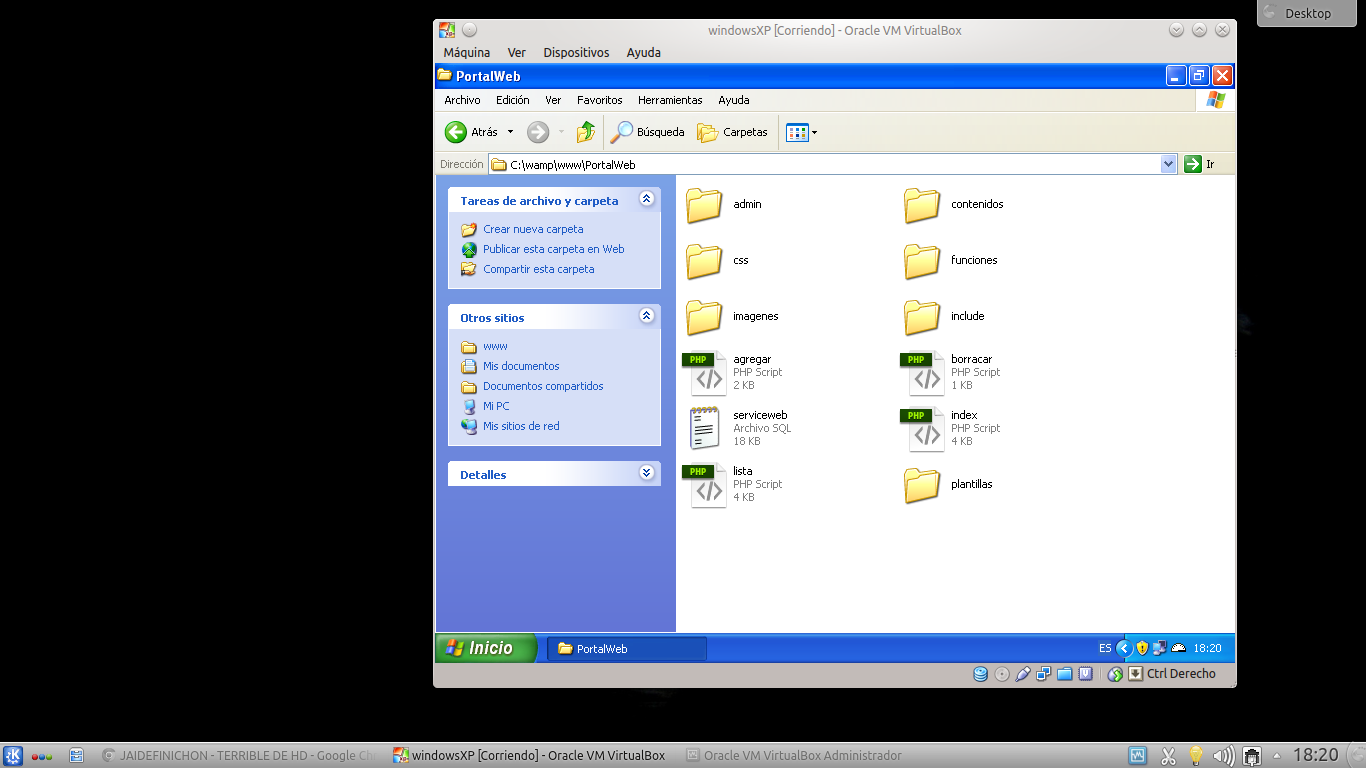 Desktop
windowsXP [Corriendo] - Oracle VM VirtualBox
Máquina Ver Dispositivos Ayuda
PortalWeb
Archivo Edición Ver Favoritos Herramientas Ayuda
Atrás Búsqueda Carpetas
Dirección C:\wamp\www\PortalWeb Ir
Tareas de archivo y carpeta
Crear nueva carpeta
Publicar esta carpeta en Web
Compartir esta carpeta
Otros sitios
www
Mis documentos
Documentos compartidos
Mi PC
Mis sitios de red
Detalles
admin
contenidos
css
funciones
imagenes
include
PHP
agregar
PHP Script
2 KB
PHP
borracar
PHP Script
1 KB
serviceweb
Archivo SQL
18 KB
PHP
index
PHP Script
4 KB
PHP
lista
PHP Script
4 KB
plantillas
Inicio PortalWeb ES 18:20
Ctrl Derecho
JAIDEFINICHON - TERRIBLE DE HD - Google windowsXP [Corriendo] - Oracle VM VirtualBox Oracle VM VirtualBox Administrador 18:20